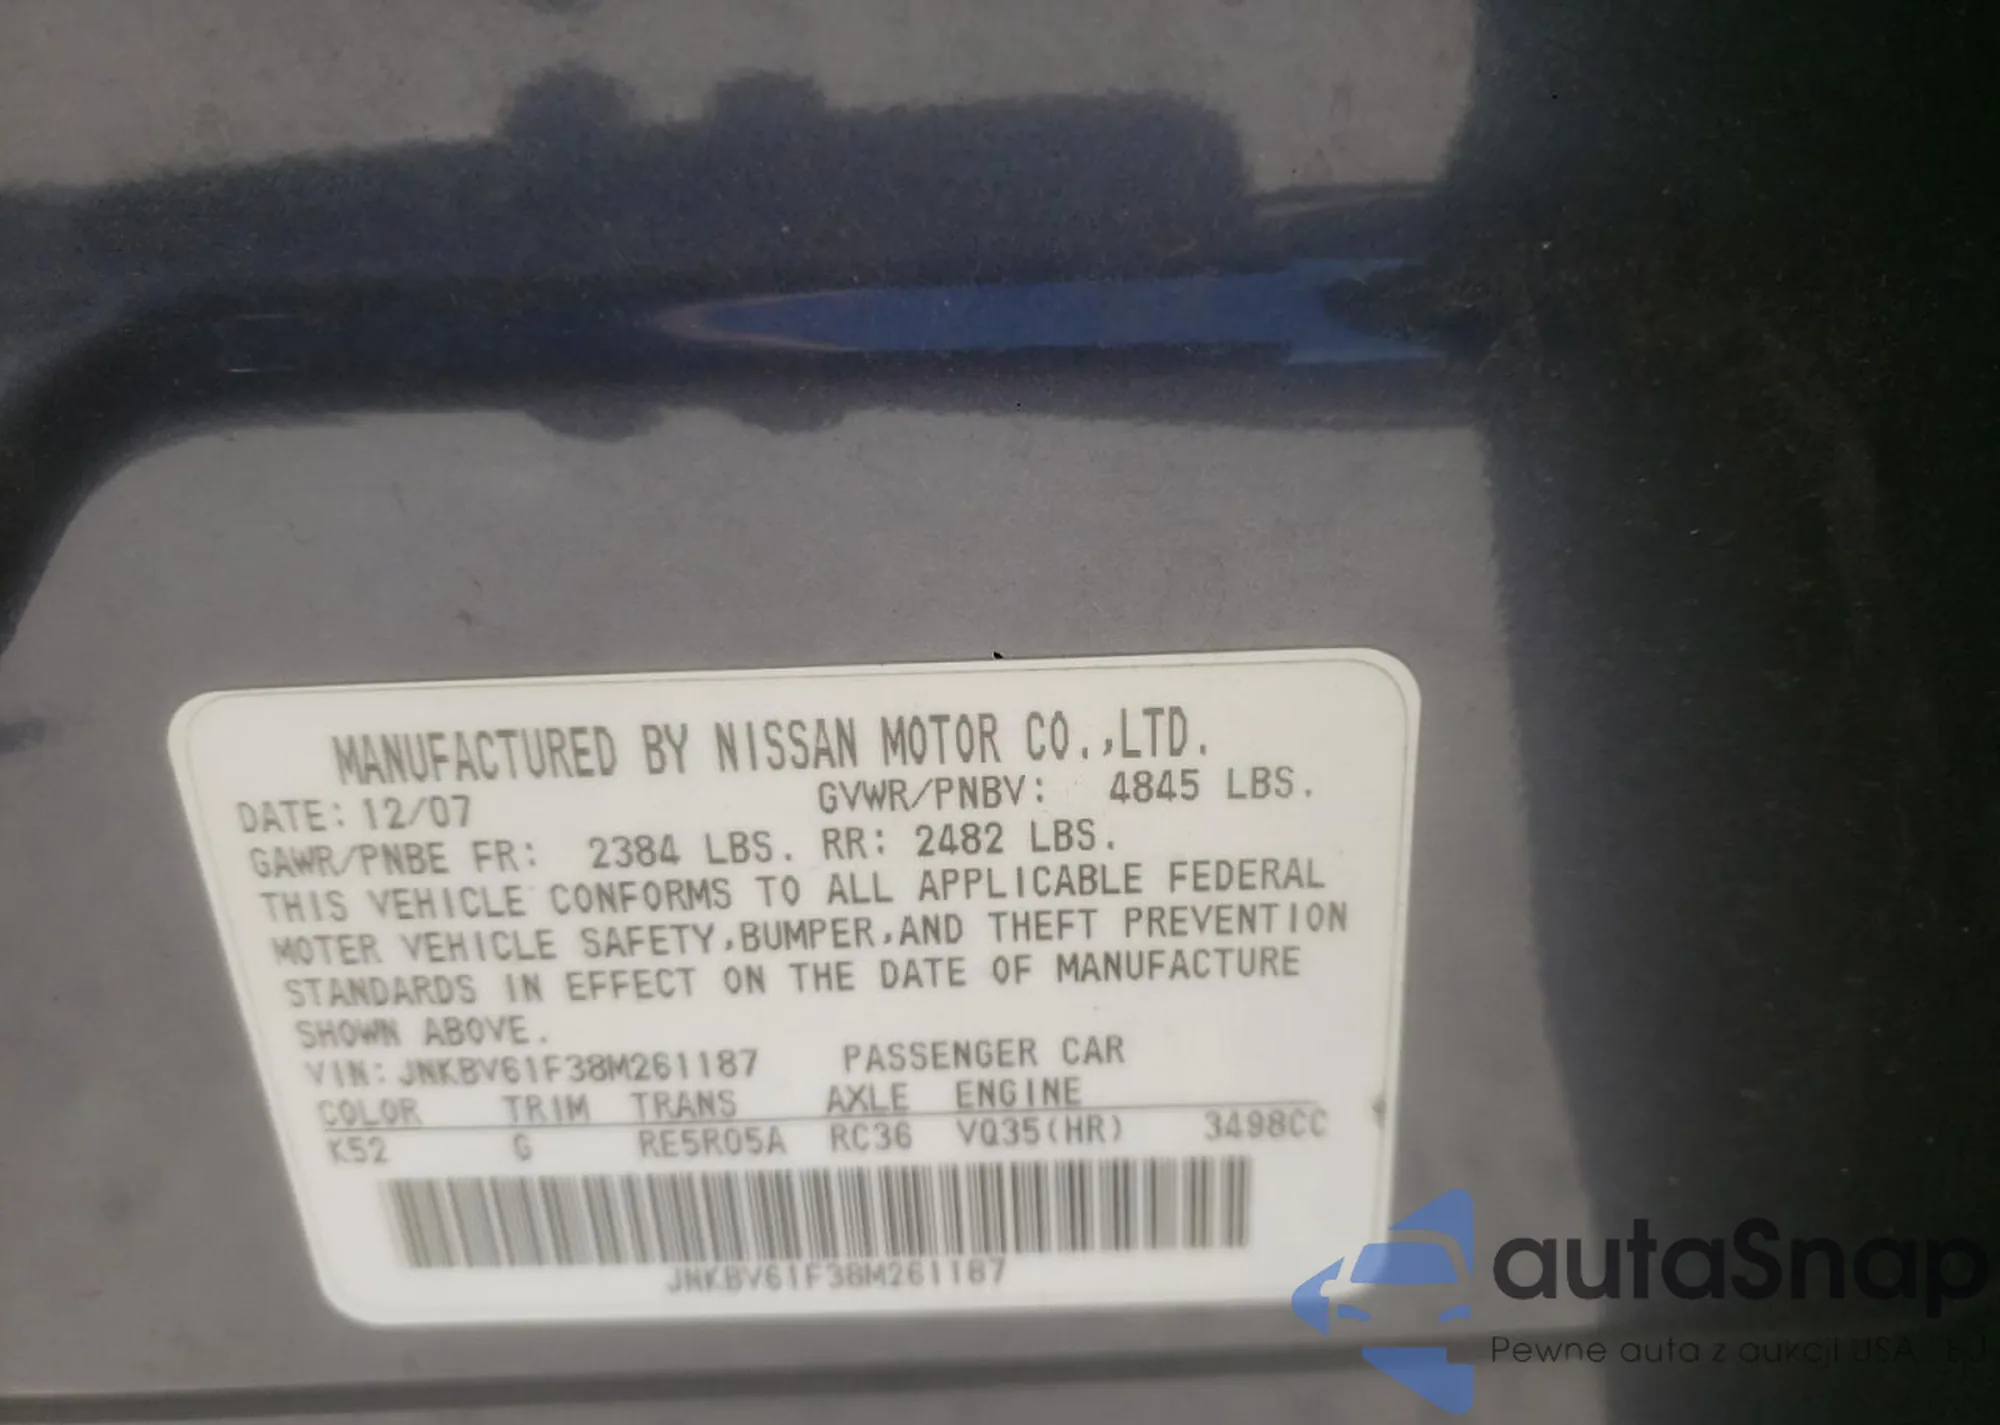 MANUFACTURED BY NISSAN MOTOR CO.,LTD.
DATE: 12/07 GVWR/PNBV: 4845 LBS.
GAWR/PNBE FR: 2384 LBS. RR: 2482 LBS.
THIS VEHICLE CONFORMS TO ALL APPLICABLE FEDERAL
MOTER VEHICLE SAFETY,BUMPER,AND THEFT PREVENTION
STANDARDS IN EFFECT ON THE DATE OF MANUFACTURE
SHOWN ABOVE.
VIN: JNKBV61F38M261187 PASSENGER CAR
COLOR TRIM TRANS AXLE ENGINE
K52 G RE5R05A RC36 VQ35(HR) 3498CC
JNKBV61F38M261187
autaSnap
Pewne auta z aukcji USA, EU